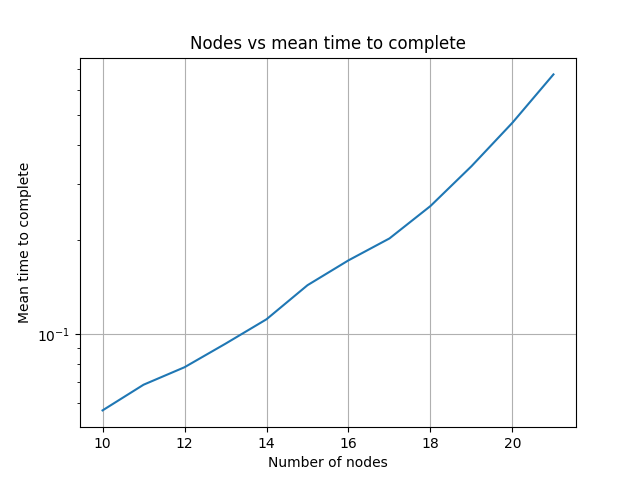 Nodes vs mean time to complete
Mean time to complete
10⁻¹
10 12 14 16 18 20
Number of nodes